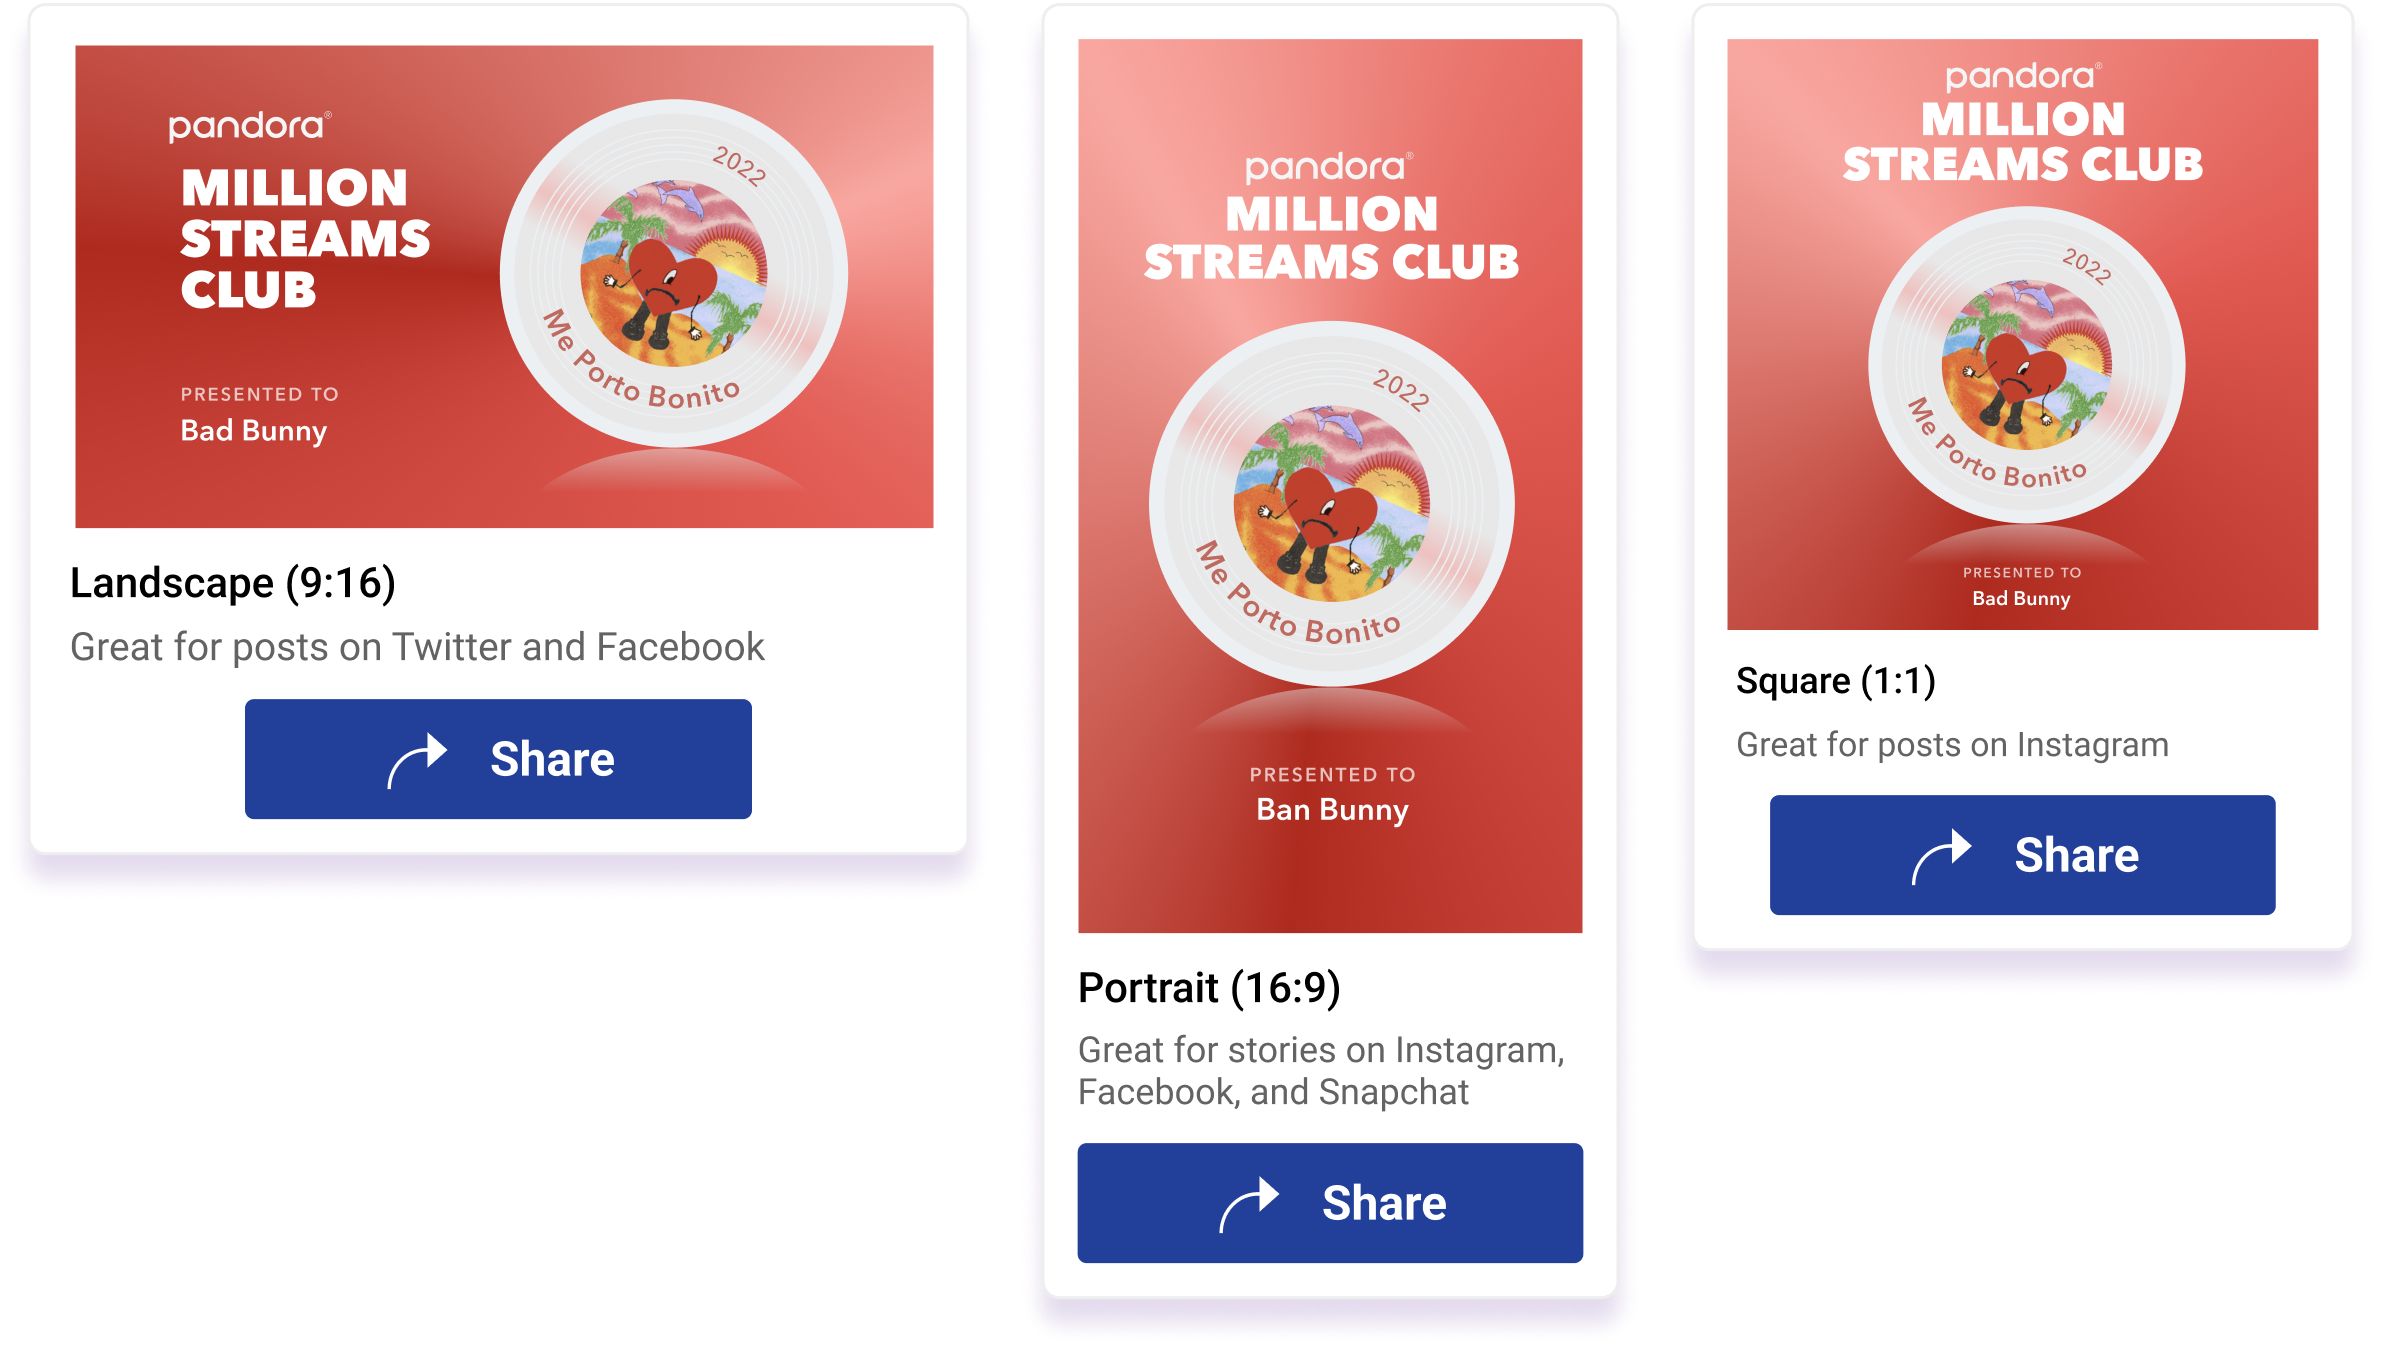 pandora®
MILLION
STREAMS
CLUB
PRESENTED TO
Bad Bunny
2022
Me Porto Bonito
Landscape (9:16)
Great for posts on Twitter and Facebook
Share
pandora®
MILLION
STREAMS CLUB
2022
Me Porto Bonito
PRESENTED TO
Ban Bunny
Portrait (16:9)
Great for stories on Instagram,
Facebook, and Snapchat
Share
pandora®
MILLION
STREAMS CLUB
2022
Me Porto Bonito
PRESENTED TO
Bad Bunny
Square (1:1)
Great for posts on Instagram
Share